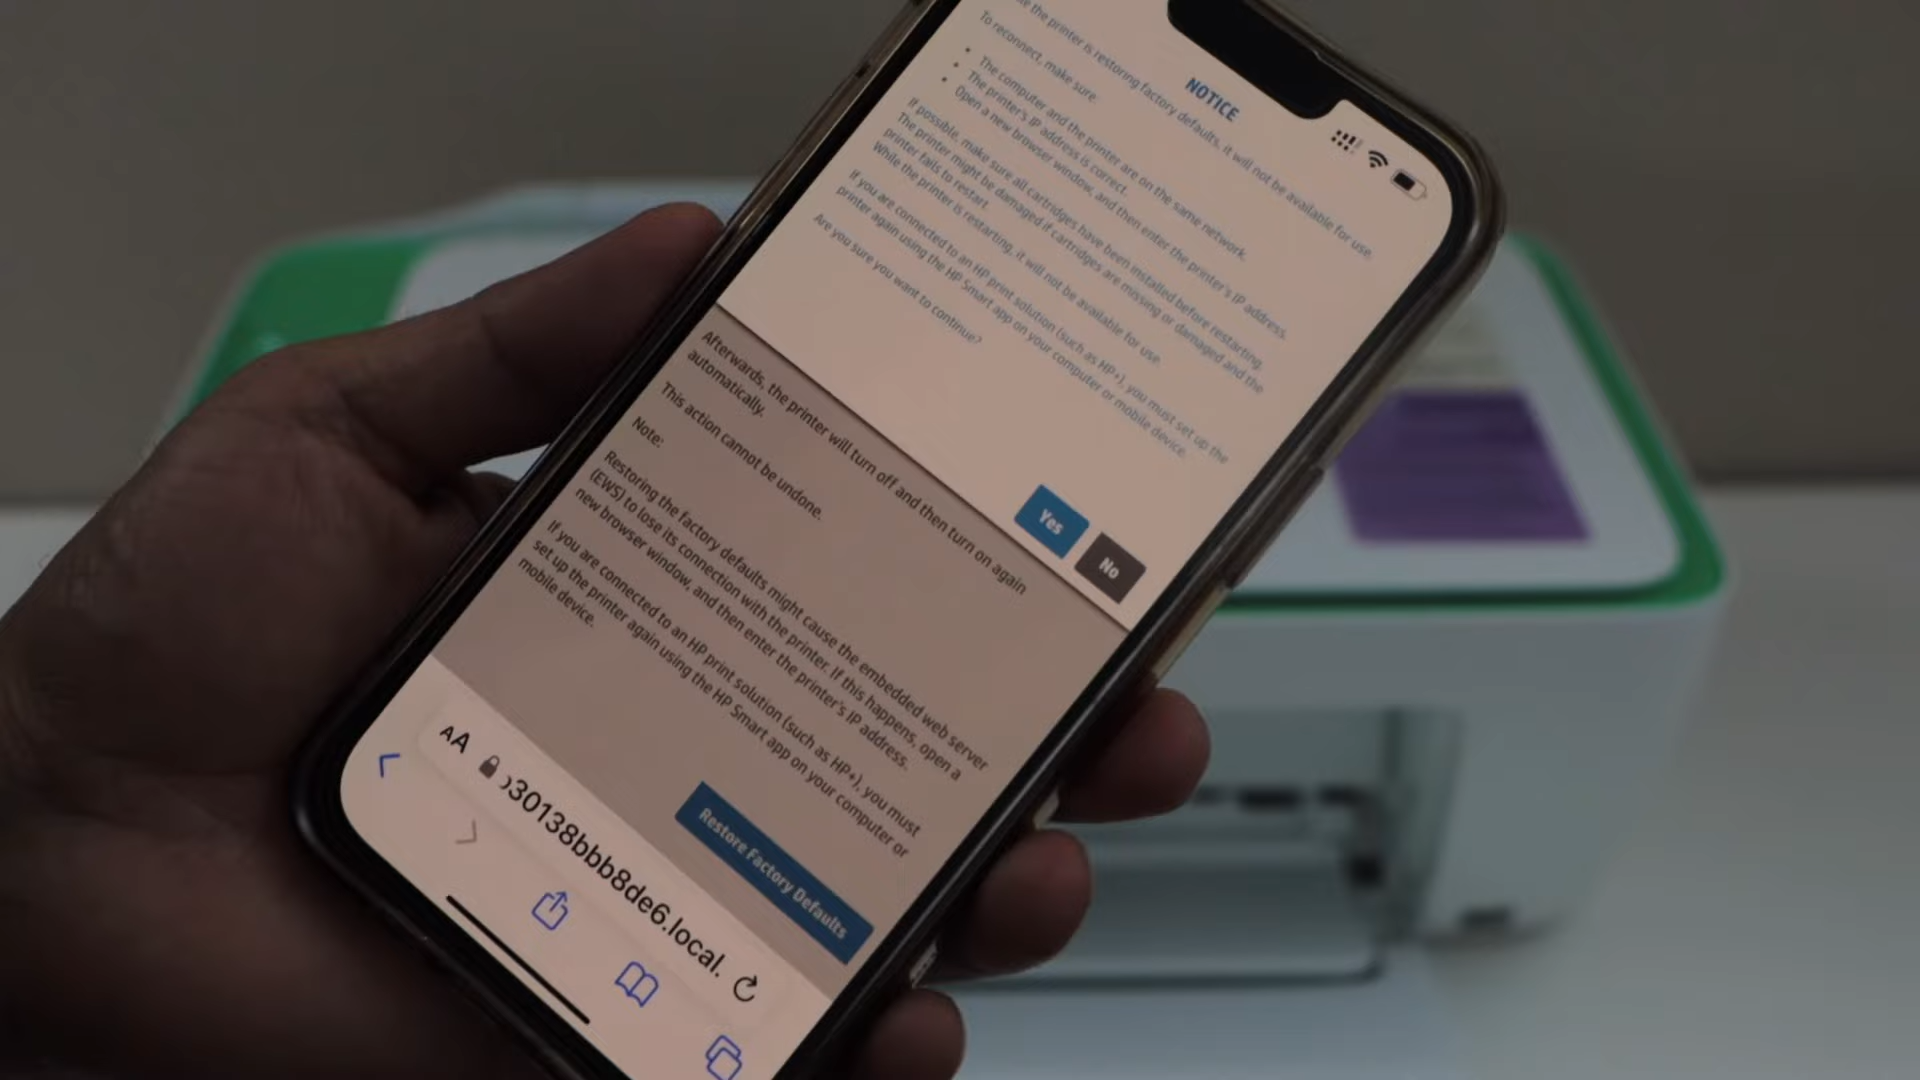 NOTICE
the printer is restoring factory defaults, it will not be available for use.
To reconnect, make sure:
• The computer and the printer are on the same network.
• The printer's IP address is correct.
• Open a new browser window, and then enter the printer's IP address.
If possible, make sure all cartridges have been installed before restarting.
The printer might be damaged if cartridges are missing or damaged and the
printer fails to restart.
While the printer is restarting, it will not be available for use.
If you are connected to an HP print solution (such as HP+), you must set up the
printer again using the HP Smart app on your computer or mobile device.
Are you sure you want to continue?
Yes
No
Afterwards, the printer will turn off and then turn on again
automatically.
This action cannot be undone.
Note:
Restoring the factory defaults might cause the embedded web server
(EWS) to lose its connection with the printer. If this happens, open a
new browser window, and then enter the printer's IP address.
If you are connected to an HP print solution (such as HP+), you must
set up the printer again using the HP Smart app on your computer or
mobile device.
Restore Factory Defaults
AA
30138bbb8de6.local.